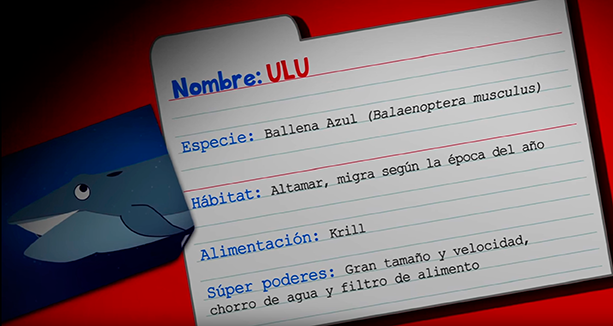 Nombre: ULU
Especie: Ballena Azul (Balaenoptera musculus)
Hábitat: Altamar, migra según la época del año
Alimentación: Krill
Súper poderes: Gran tamaño y velocidad,
chorro de agua y filtro de alimento